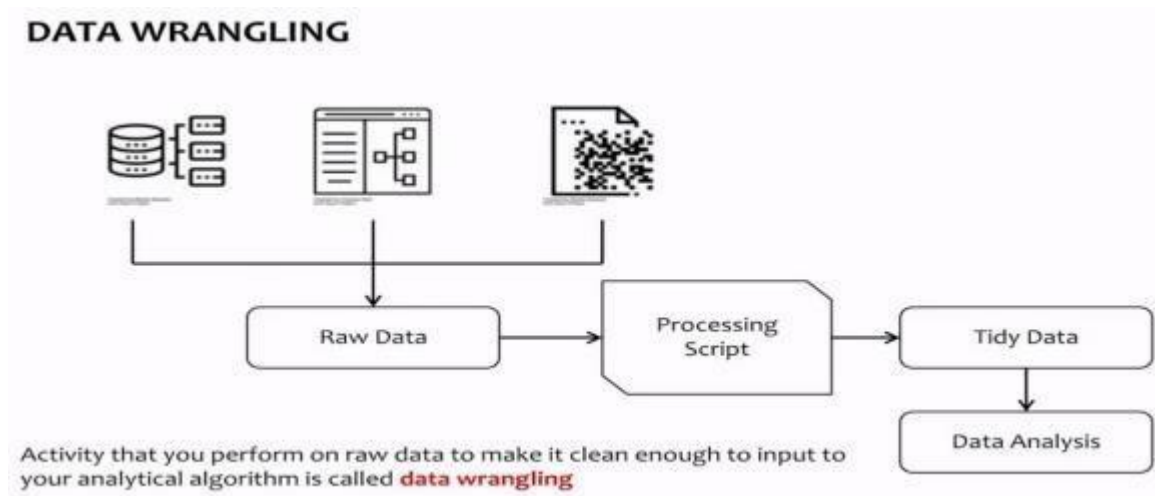 DATA WRANGLING
Raw Data
Processing
Script
Tidy Data
Data Analysis
Activity that you perform on raw data to make it clean enough to input to
your analytical algorithm is called data wrangling